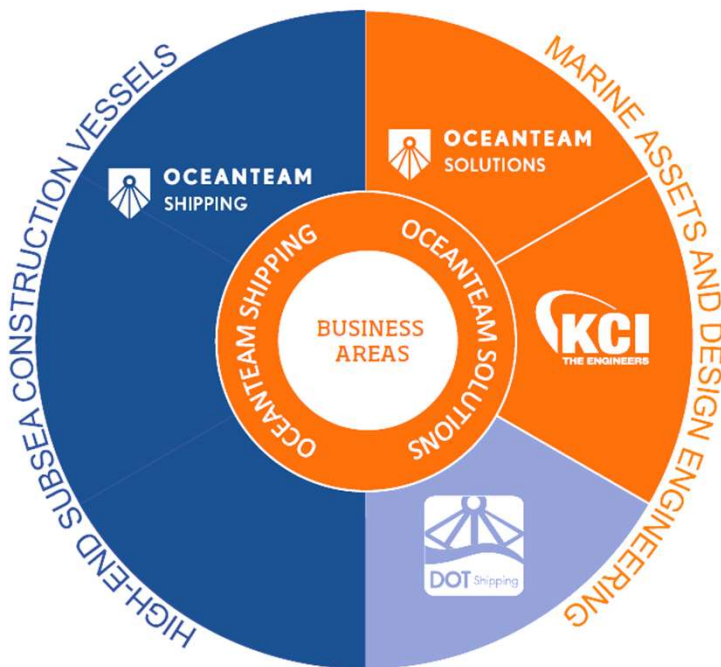 HIGH-END SUBSEA CONSTRUCTION VESSELS
MARINE ASSETS AND DESIGN ENGINEERING
OCEANTEAM
SHIPPING
OCEANTEAM
SOLUTIONS
OCEANTEAM SHIPPING
OCEANTEAM SOLUTIONS
BUSINESS
AREAS
KCI
THE ENGINEERS
DOT Shipping